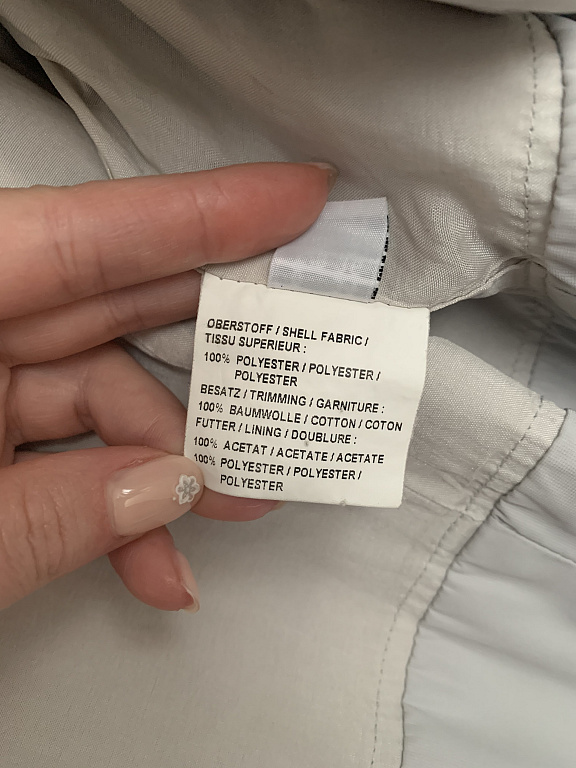 OBERSTOFF / SHELL FABRIC /
TISSU SUPERIEUR :
100% POLYESTER / POLYESTER /
POLYESTER
BESATZ / TRIMMING / GARNITURE :
100% BAUMWOLLE / COTTON / COTON
FUTTER / LINING / DOUBLURE :
100% ACETAT / ACETATE / ACETATE
100% POLYESTER / POLYESTER /
POLYESTER